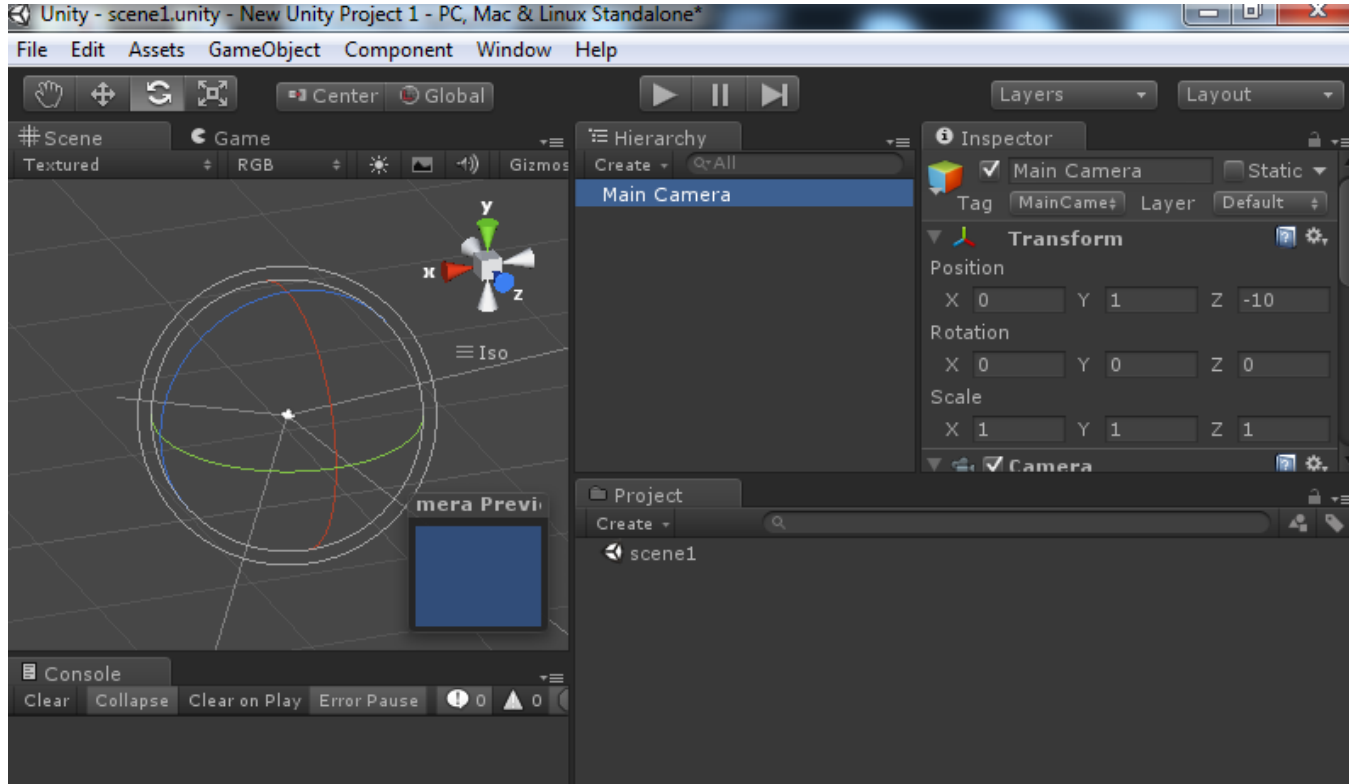 Unity - scene1.unity - New Unity Project 1 - PC, Mac & Linux Standalone*
File Edit Assets GameObject Component Window Help
Center Global Layers Layout
Scene Game
Textured RGB Gizmos
y
x
z
Iso
mera Previ
Console
Clear Collapse Clear on Play Error Pause 0 0
Hierarchy
Create All
Main Camera
Inspector
Main Camera Static
Tag MainCame Layer Default
Transform
Position
X 0 Y 1 Z -10
Rotation
X 0 Y 0 Z 0
Scale
X 1 Y 1 Z 1
Camera
Project
Create
scene1